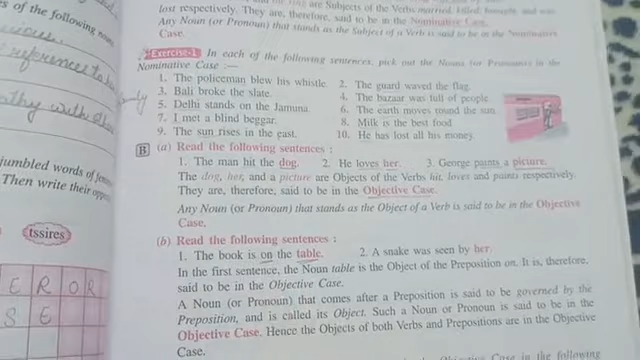 s of the following noun
reference to
thy with
jumbled words of
Then write their oppos
tssires
E R O R
S E
lost respectively. They are, therefore, said to be in the Nominative Case.
Any Noun (or Pronoun) that stands as the Subject of a Verb is said to be in the Nominative
Case.
Exercise-1 In each of the following sentences, pick out the Nouns (or Pronouns) in the
Nominative Case :—
1. The policeman blew his whistle. 2. The guard waved the flag.
3. Bali broke the slate. 4. The bazaar was full of people.
5. Delhi stands on the Jamuna. 6. The earth moves round the sun.
7. I met a blind beggar. 8. Milk is the best food.
9. The sun rises in the east. 10. He has lost all his money.
B (a) Read the following sentences :
1. The man hit the dog. 2. He loves her. 3. George paints a picture.
The dog, her, and a picture are Objects of the Verbs hit, loves and paints respectively.
They are, therefore, said to be in the Objective Case.
Any Noun (or Pronoun) that stands as the Object of a Verb is said to be in the Objective
Case.
(b) Read the following sentences :
1. The book is on the table. 2. A snake was seen by her.
In the first sentence, the Noun table is the Object of the Preposition on. It is, therefore,
said to be in the Objective Case.
A Noun (or Pronoun) that comes after a Preposition is said to be governed by the
Preposition, and is called its Object. Such a Noun or Pronoun is said to be in the
Objective Case. Hence the Objects of both Verbs and Prepositions are in the Objective
Case.
Objective Case in the following